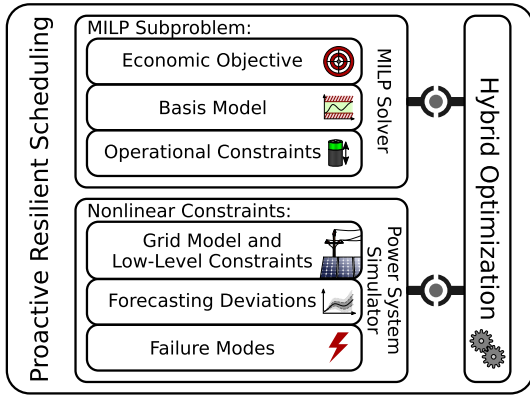 Proactive Resilient Scheduling
MILP Subproblem:
Economic Objective
Basis Model
Operational Constraints
MILP Solver
Nonlinear Constraints:
Grid Model and
Low-Level Constraints
Forecasting Deviations
Failure Modes
Power System
Simulator
Hybrid Optimization